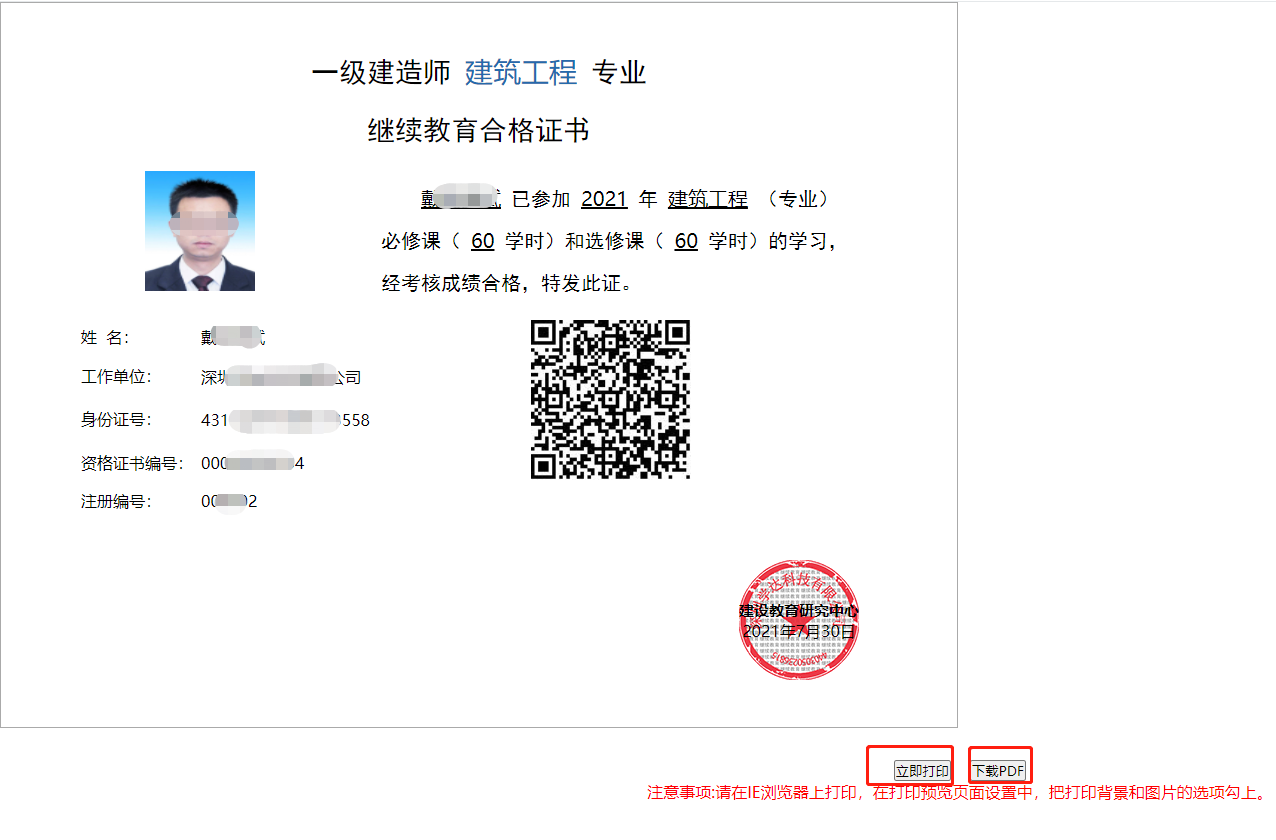 一级建造师 建筑工程 专业
继续教育合格证书
戴 已参加 2021 年 建筑工程 （专业）
必修课（ 60 学时）和选修课（ 60 学时）的学习，
经考核成绩合格，特发此证。
姓 名： 戴
工作单位： 深圳 公司
身份证号： 431 558
资格证书编号： 000 4
注册编号： 00 02
建设教育研究中心
2021年7月30日
立即打印 下载PDF
注意事项:请在IE浏览器上打印，在打印预览页面设置中，把打印背景和图片的选项勾上。